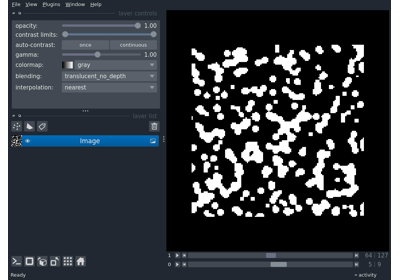 File View Plugins Window Help
layer controls
opacity: 1.00
contrast limits:
auto-contrast: once continuous
gamma: 1.00
colormap: gray
blending: translucent_no_depth
interpolation: nearest
layer list
Image
1 64 127
0 5 9
Ready activity